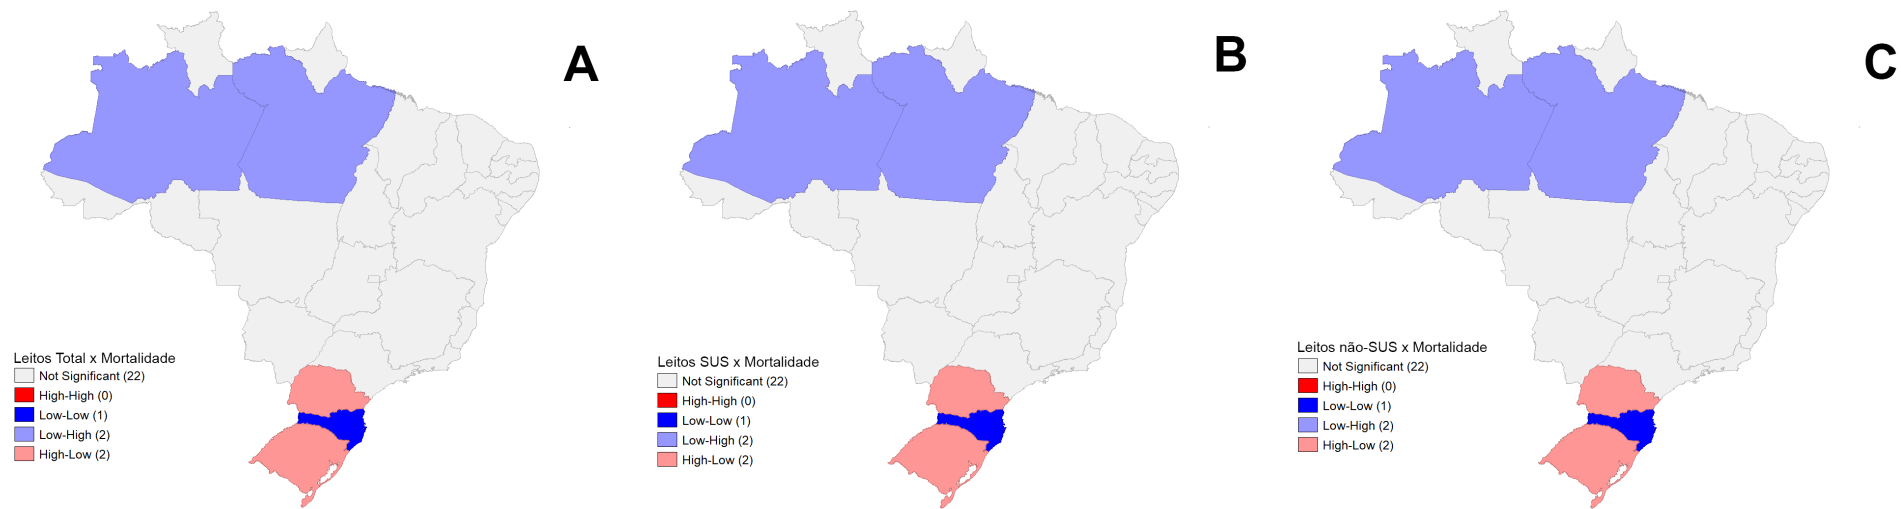 A
Leitos Total x Mortalidade
Not Significant (22)
High-High (0)
Low-Low (1)
Low-High (2)
High-Low (2)
B
Leitos SUS x Mortalidade
Not Significant (22)
High-High (0)
Low-Low (1)
Low-High (2)
High-Low (2)
C
Leitos não-SUS x Mortalidade
Not Significant (22)
High-High (0)
Low-Low (1)
Low-High (2)
High-Low (2)